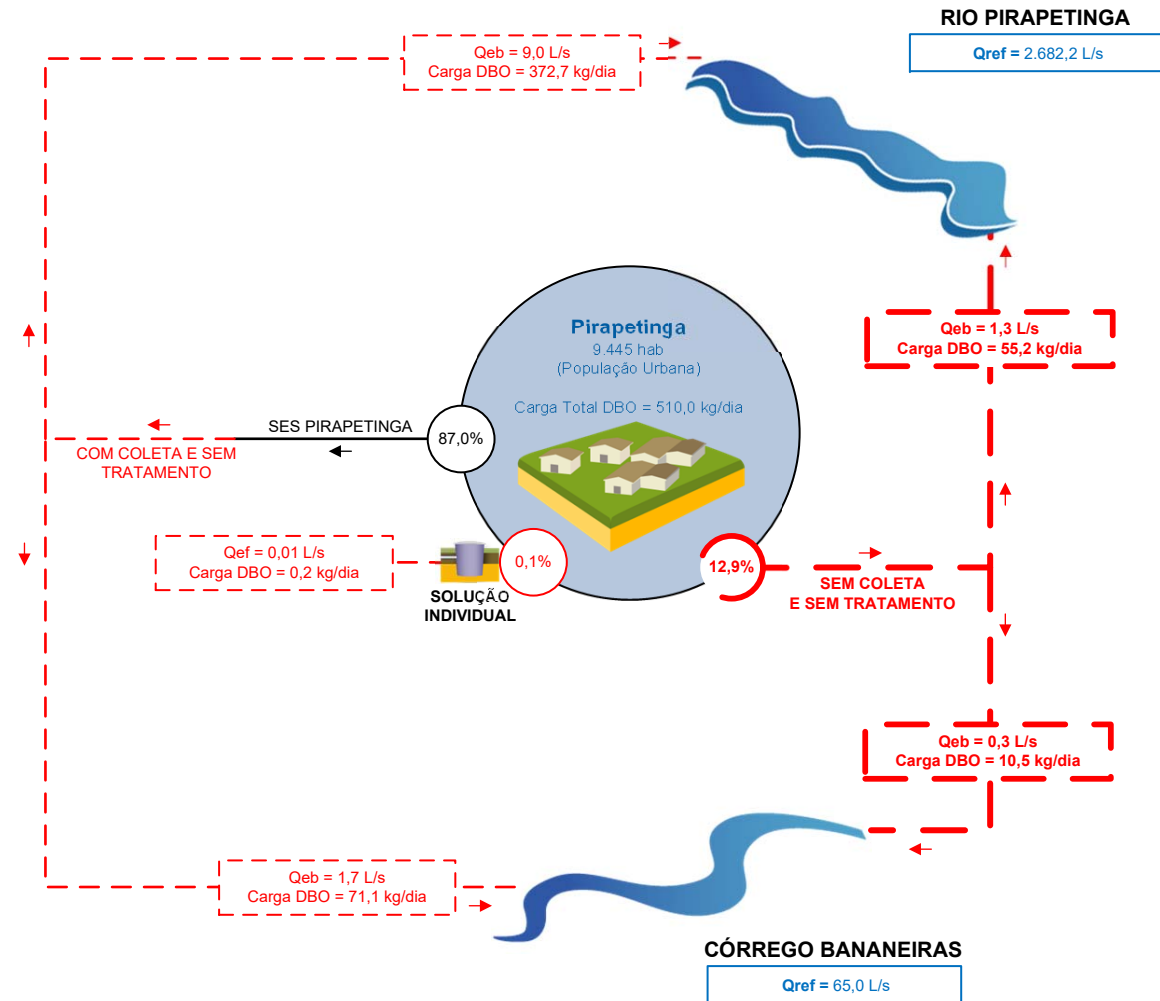 RIO PIRAPETINGA
Qref = 2.682,2 L/s
Qeb = 9,0 L/s
Carga DBO = 372,7 kg/dia
Pirapetinga
9.445 hab
(População Urbana)
Carga Total DBO = 510,0 kg/dia
Qeb = 1,3 L/s
Carga DBO = 55,2 kg/dia
SES PIRAPETINGA
87,0%
COM COLETA E SEM
TRATAMENTO
Qef = 0,01 L/s
Carga DBO = 0,2 kg/dia
0,1%
SOLUÇÃO
INDIVIDUAL
12,9%
SEM COLETA
E SEM TRATAMENTO
Qeb = 0,3 L/s
Carga DBO = 10,5 kg/dia
Qeb = 1,7 L/s
Carga DBO = 71,1 kg/dia
CÓRREGO BANANEIRAS
Qref = 65,0 L/s